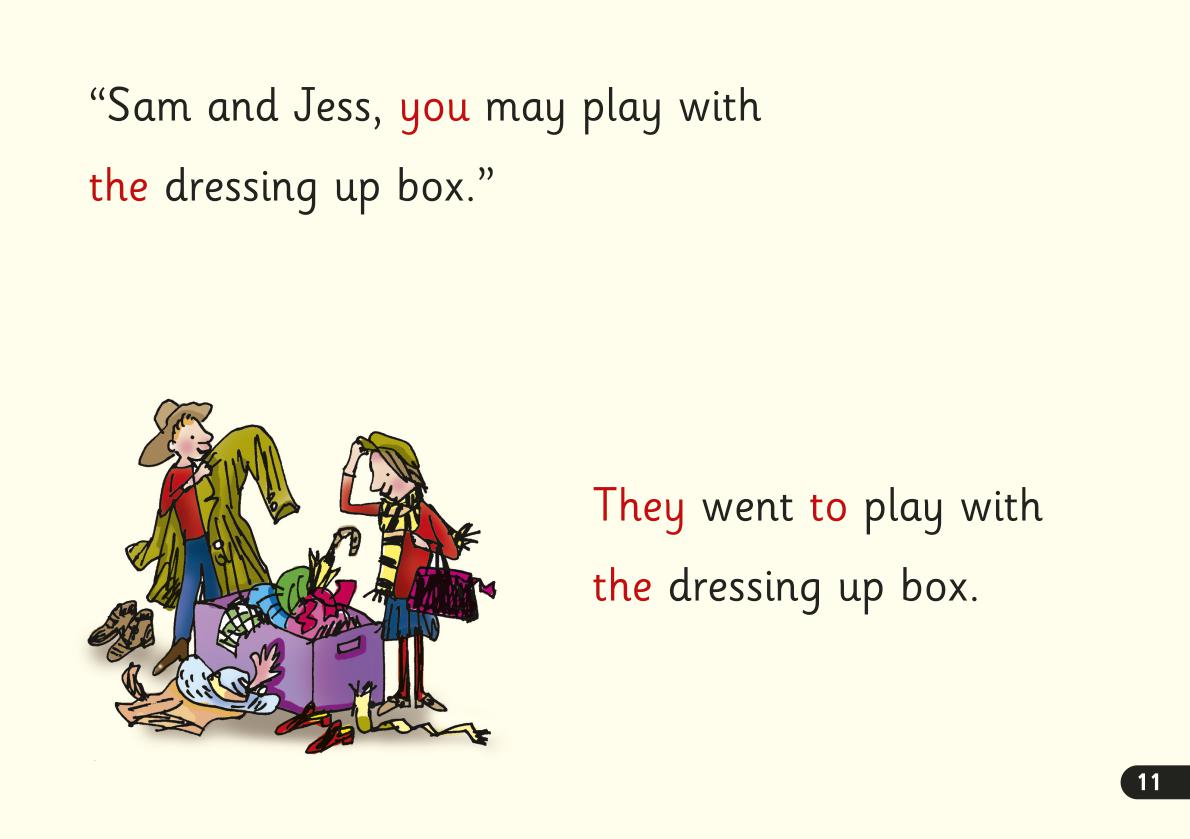 “Sam and Jess, you may play with
the dressing up box.”
They went to play with
the dressing up box.
11